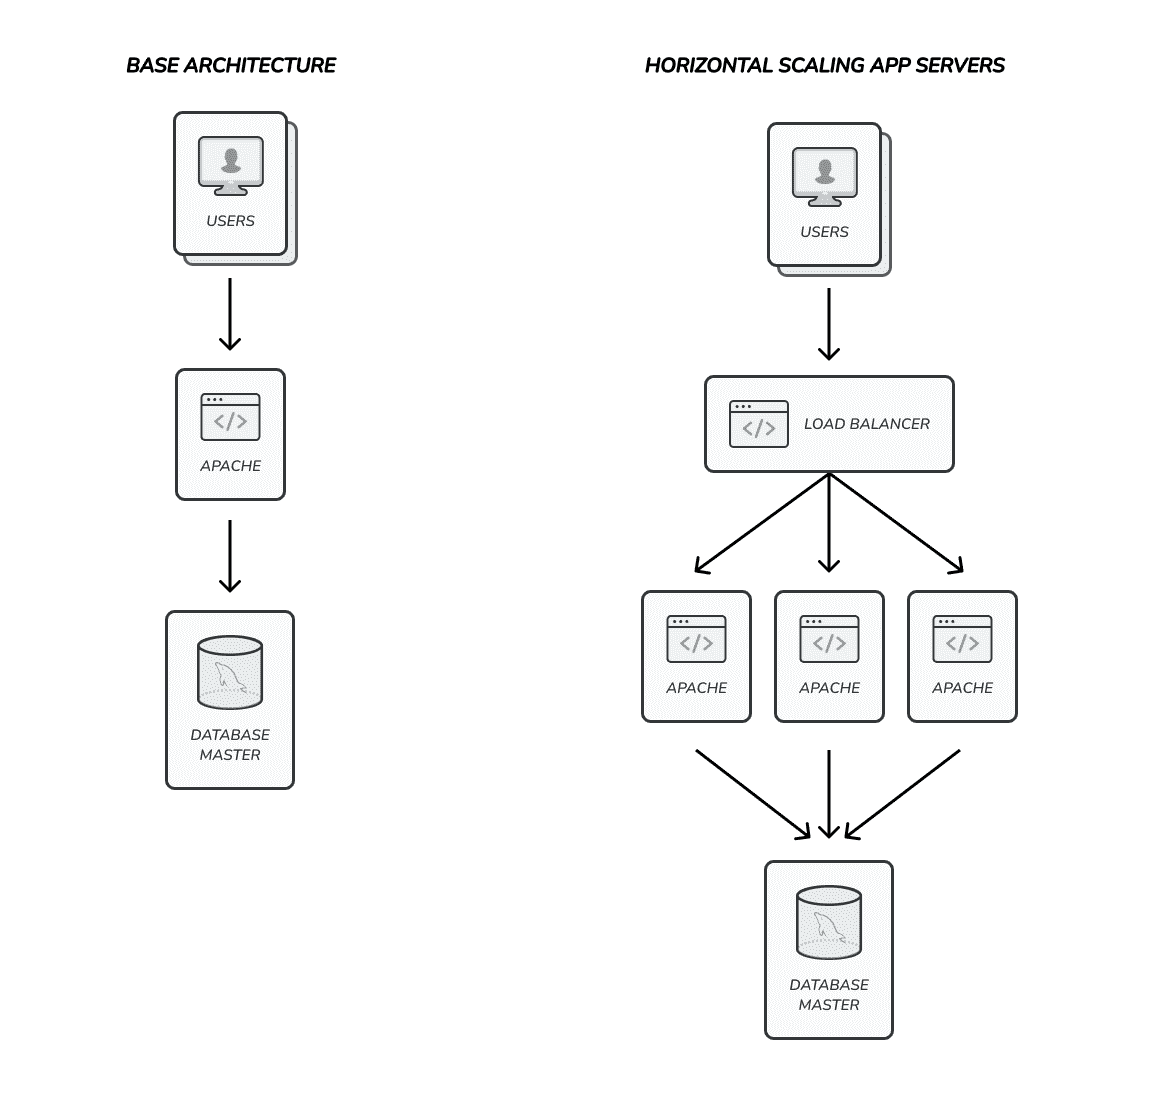 BASE ARCHITECTURE
USERS
APACHE
DATABASE
MASTER
HORIZONTAL SCALING APP SERVERS
USERS
</> LOAD BALANCER
APACHE
APACHE
APACHE
DATABASE
MASTER